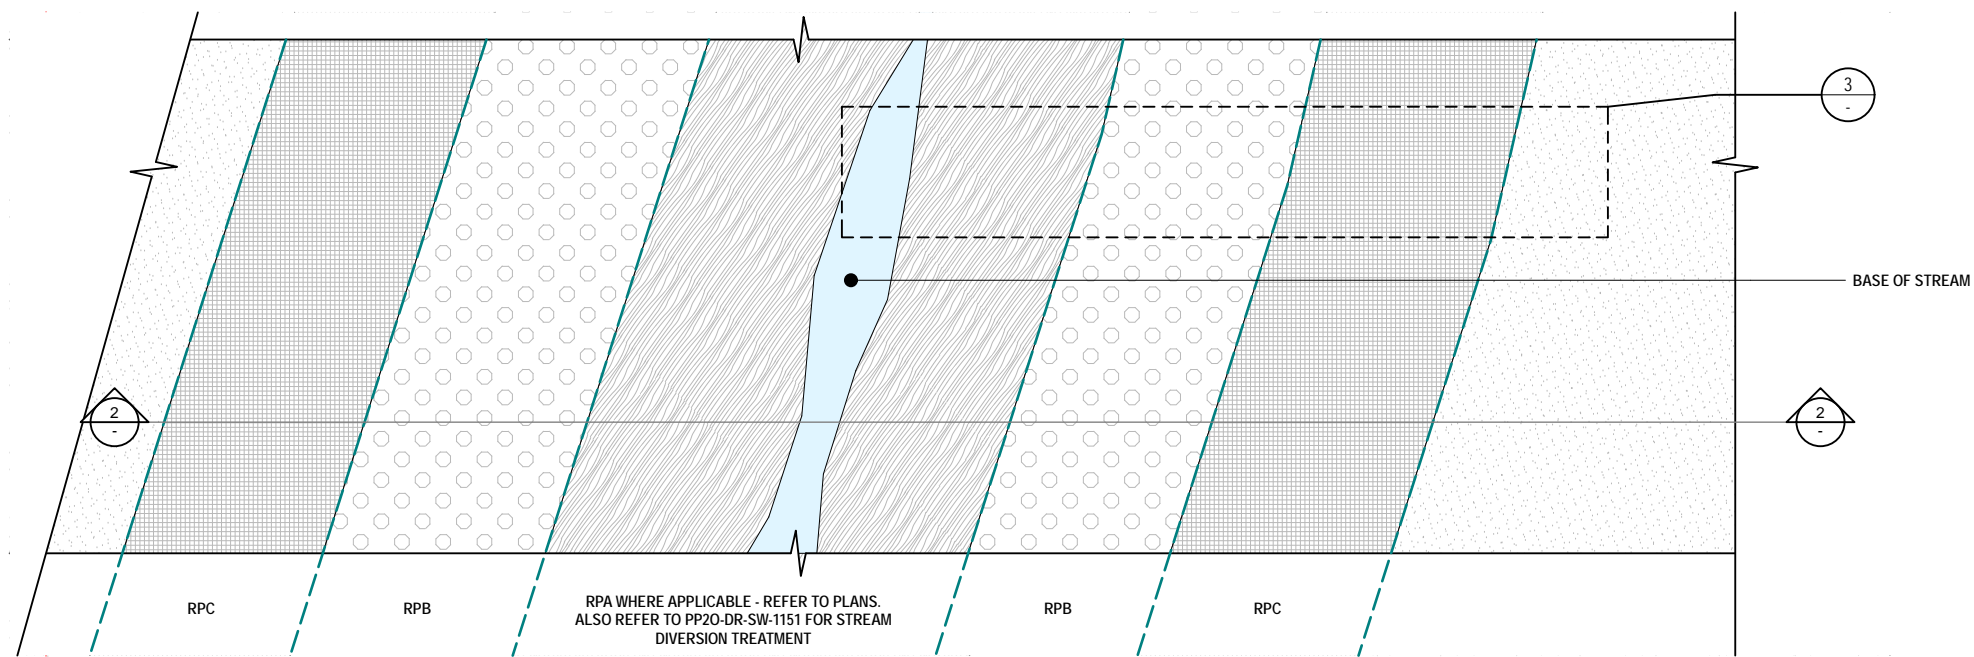 3
-
BASE OF STREAM
2
-
2
-
RPC
RPB
RPA WHERE APPLICABLE - REFER TO PLANS.
ALSO REFER TO PP2O-DR-SW-1151 FOR STREAM
DIVERSION TREATMENT
RPB
RPC